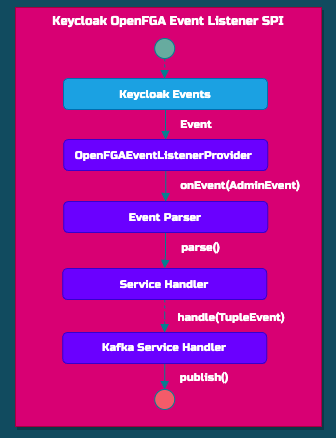 Keycloak OpenFGA Event Listener SPI
Keycloak Events
Event
OpenFGAEventListenerProvider
onEvent(AdminEvent)
Event Parser
parse()
Service Handler
handle(TupleEvent)
Kafka Service Handler
publish()